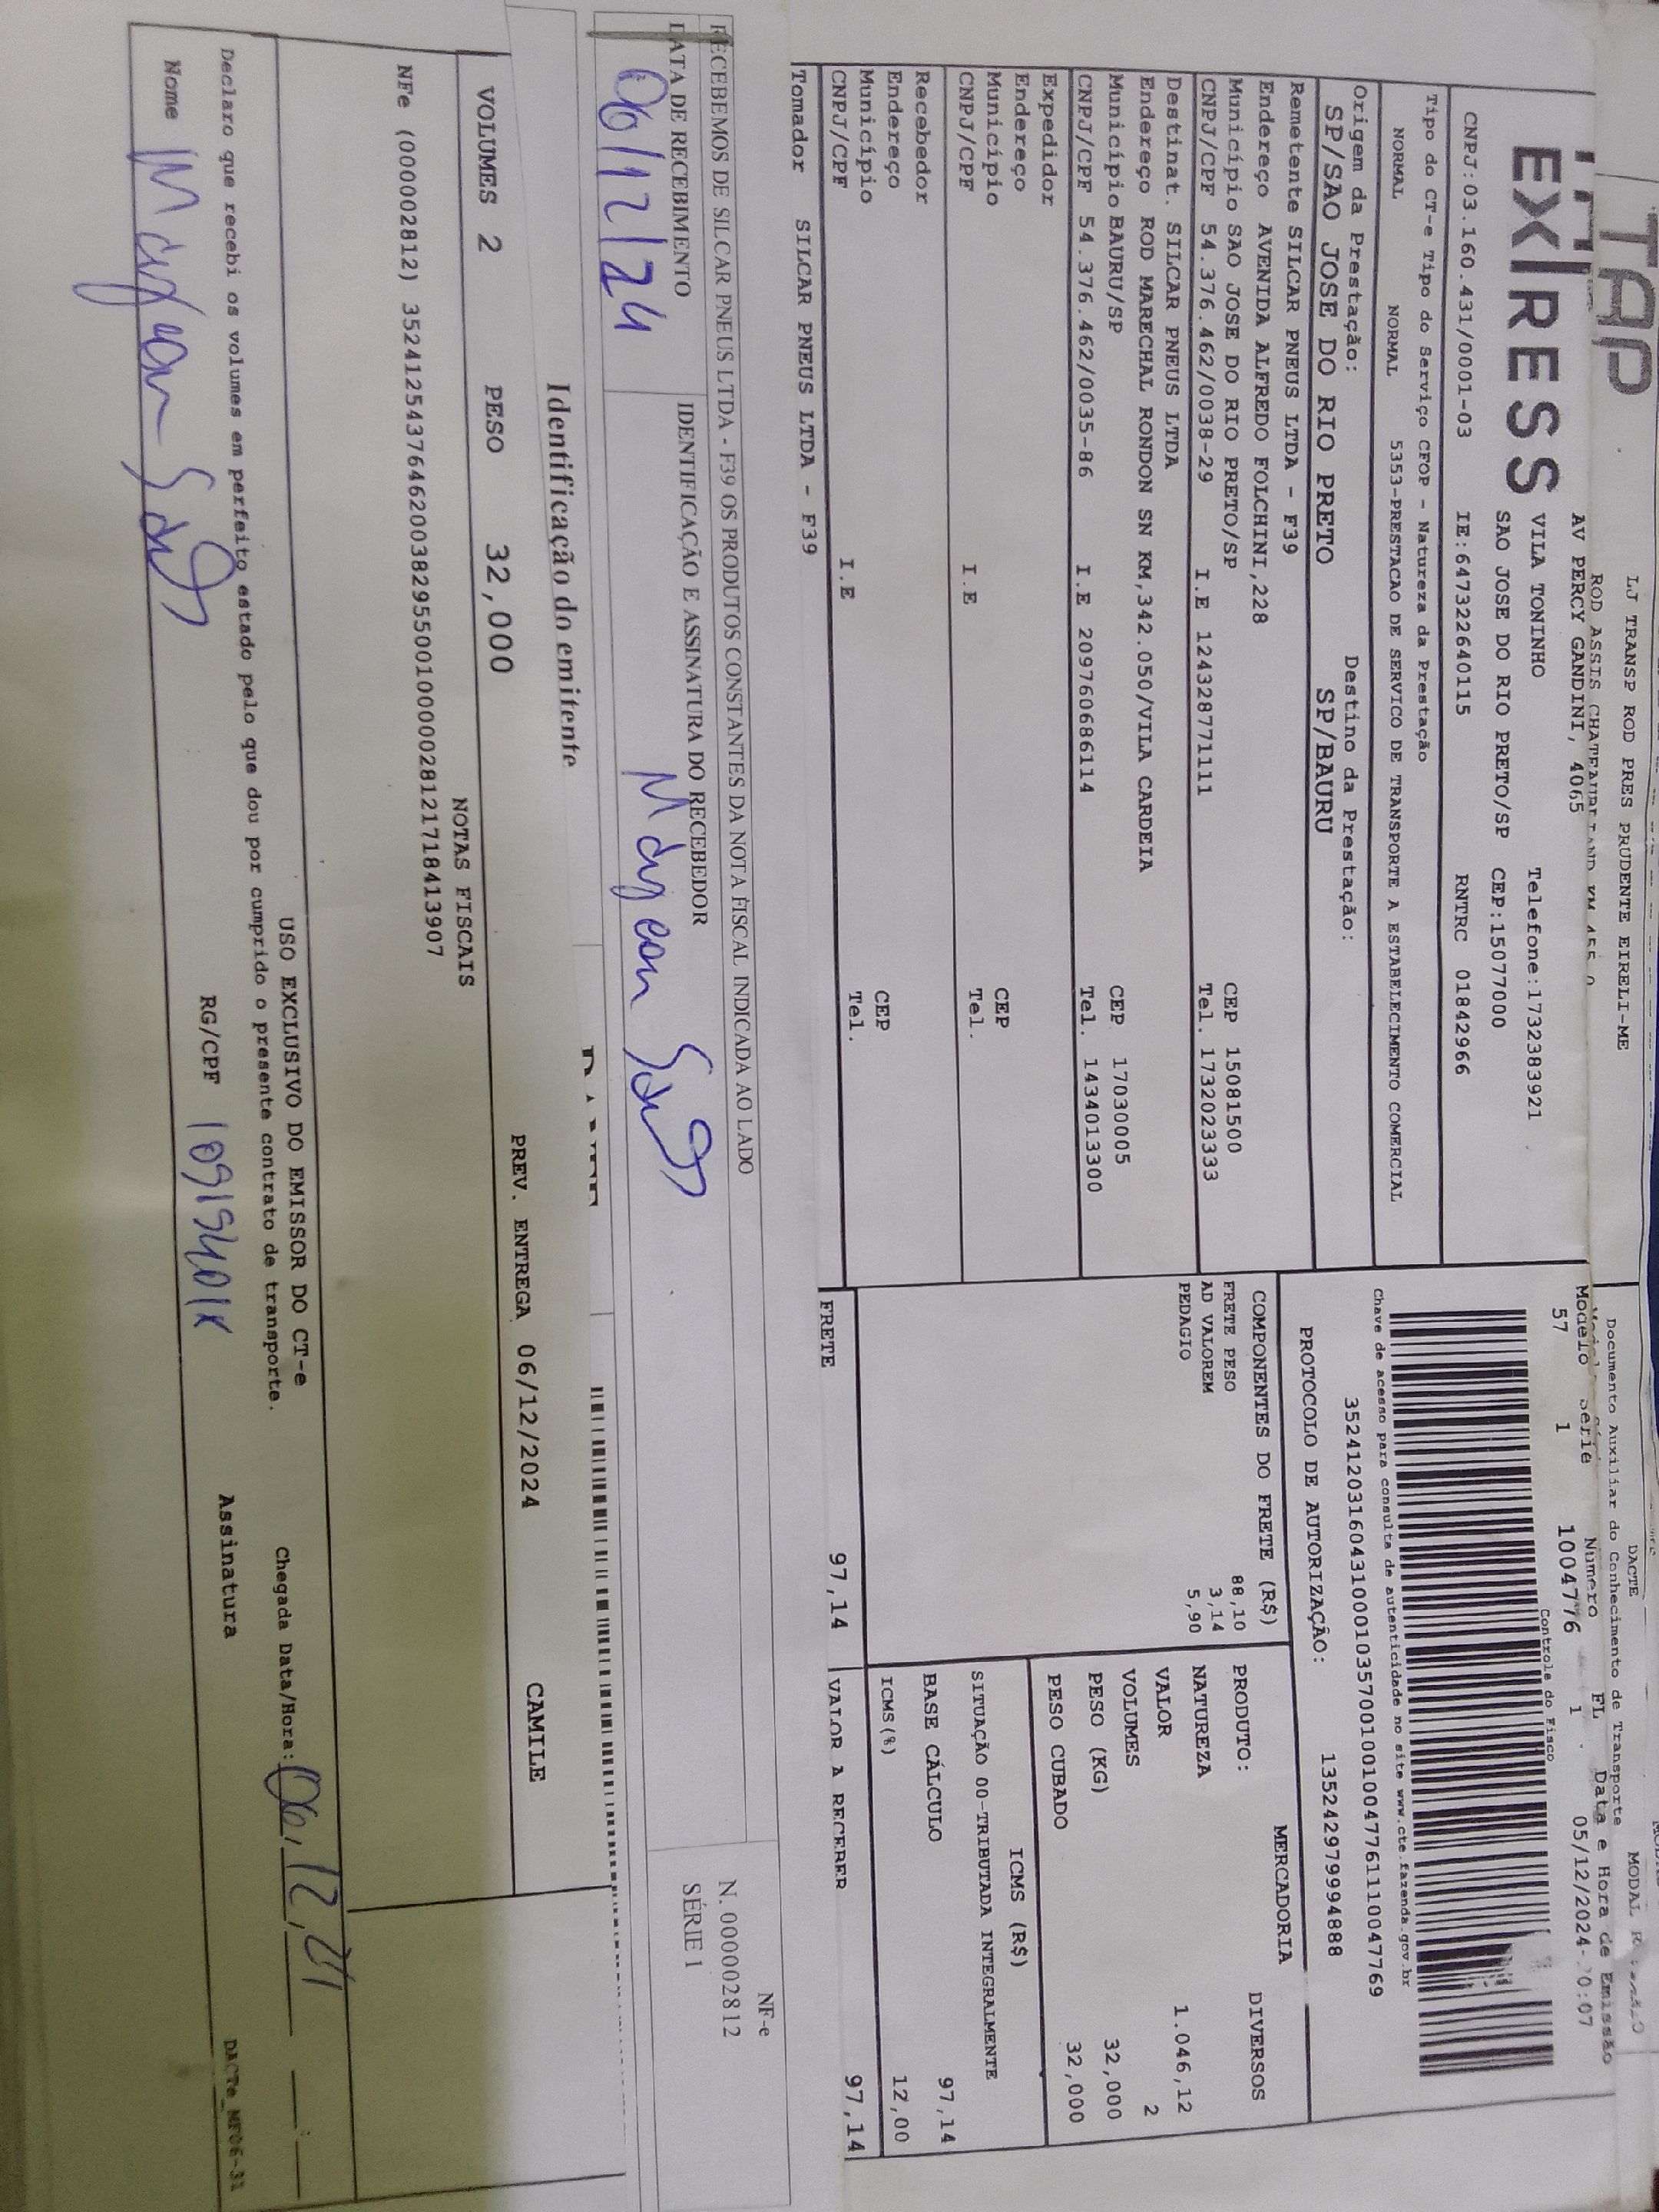 TAP
LJ TRANSP ROD PRES PRUDENTE EIRELI-ME
DACTE
Documento Auxiliar do Conhecimento de Transporte
MODAL
EXPRESS
AV PERCY GANDINI, 4065
VILA TONINHO
Telefone:1732383921
SAO JOSE DO RIO PRETO/SP CEP:15077000
CNPJ:03.160.431/0001-03 IE:647322640115 RNTRC 01842966
Modelo Série Número FL Data e Hora de Emissão
57 1 1004776 1 05/12/2024
Controle do Fisco
Tipo do CT-e Tipo do Serviço CFOP - Natureza da Prestação
NORMAL NORMAL 5353-PRESTACAO DE SERVICO DE TRANSPORTE A ESTABELECIMENTO COMERCIAL
Chave de acesso para consulta de autenticidade no site www.cte.fazenda.gov.br
35241203160431000103570010010047761110047769
Origem da Prestação: Destino da Prestação:
SP/SAO JOSE DO RIO PRETO SP/BAURU
PROTOCOLO DE AUTORIZAÇÃO: 135242979994888
Remetente SILCAR PNEUS LTDA - F39
Endereço AVENIDA ALFREDO FOLCHINI,228
Município SAO JOSE DO RIO PRETO/SP CEP 15081500
CNPJ/CPF 54.376.462/0038-29 I.E 124328771111 Tel. 1732023333
Destinat. SILCAR PNEUS LTDA
Endereço ROD MARECHAL RONDON SN KM,342.050/VILA CARDEIA
Município BAURU/SP CEP 17030005
CNPJ/CPF 54.376.462/0035-86 I.E 209760686114 Tel. 1434013300
Expedidor
Endereço
Município CEP
CNPJ/CPF I.E Tel.
Recebedor
Endereço
Município CEP
CNPJ/CPF I.E Tel.
Tomador SILCAR PNEUS LTDA - F39
COMPONENTES DO FRETE (R$)
FRETE PESO 88,10
AD VALOREM 3,14
PEDAGIO 5,90
FRETE 97,14
MERCADORIA
PRODUTO: DIVERSOS
NATUREZA
VALOR 1.046,12
VOLUMES 2
PESO (KG) 32,000
PESO CUBADO 32,000
ICMS (R$)
SITUAÇÃO 00-TRIBUTADA INTEGRALMENTE
BASE CÁLCULO 97,14
ICMS(%) 12,00
VALOR A RECEBER 97,14
RECEBEMOS DE SILCAR PNEUS LTDA - F39 OS PRODUTOS CONSTANTES DA NOTA FISCAL INDICADA AO LADO
DATA DE RECEBIMENTO IDENTIFICAÇÃO E ASSINATURA DO RECEBEDOR
06/12/24
NF-e
N. 000002812
SÉRIE 1
Identificação do emitente
VOLUMES 2 PESO 32,000 PREV. ENTREGA 06/12/2024 CAMILE
NOTAS FISCAIS
NFe (000002812) 35241254376462003829550010000028121718413907
USO EXCLUSIVO DO EMISSOR DO CT-e
Declaro que recebi os volumes em perfeito estado pelo que dou por cumprido o presente contrato de transporte.
Chegada Data/Hora: 06, 12, 24
Nome RG/CPF Assinatura
DACTe_MF06-31